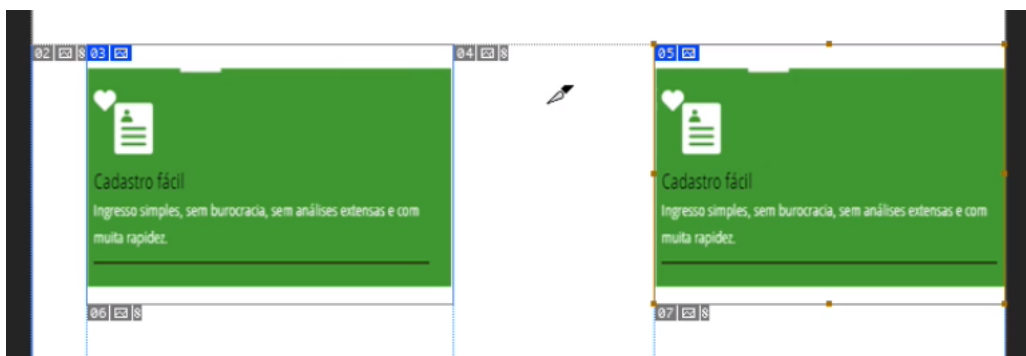 02 03 04 05
Cadastro fácil
Ingresso simples, sem burocracia, sem análises extensas e com
muita rapidez.
Cadastro fácil
Ingresso simples, sem burocracia, sem análises extensas e com
muita rapidez.
06 07